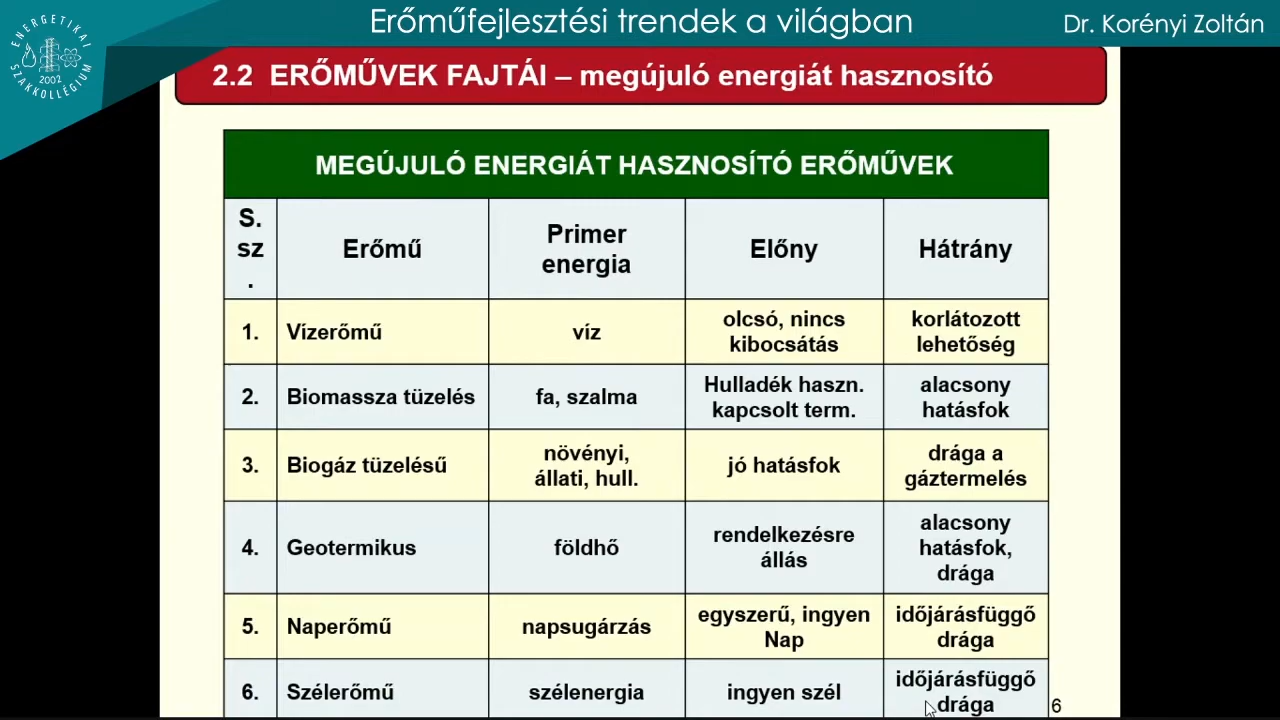 ENERGETIKAI
SZAKKOLLÉGIUM
2002
Erőműfejlesztési trendek a világban
Dr. Korényi Zoltán
2.2 ERŐMŰVEK FAJTÁI – megújuló energiát hasznosító
MEGÚJULÓ ENERGIÁT HASZNOSÍTÓ ERŐMŰVEK
S.
sz
.
Erőmű
Primer
energia
Előny
Hátrány
1.
Vízerőmű
víz
olcsó, nincs
kibocsátás
korlátozott
lehetőség
2.
Biomassza tüzelés
fa, szalma
Hulladék haszn.
kapcsolt term.
alacsony
hatásfok
3.
Biogáz tüzelésű
növényi,
állati, hull.
jó hatásfok
drága a
gáztermelés
4.
Geotermikus
földhő
rendelkezésre
állás
alacsony
hatásfok,
drága
5.
Naperőmű
napsugárzás
egyszerű, ingyen
Nap
időjárásfüggő
drága
6.
Szélerőmű
szélenergia
ingyen szél
időjárásfüggő
drága
6